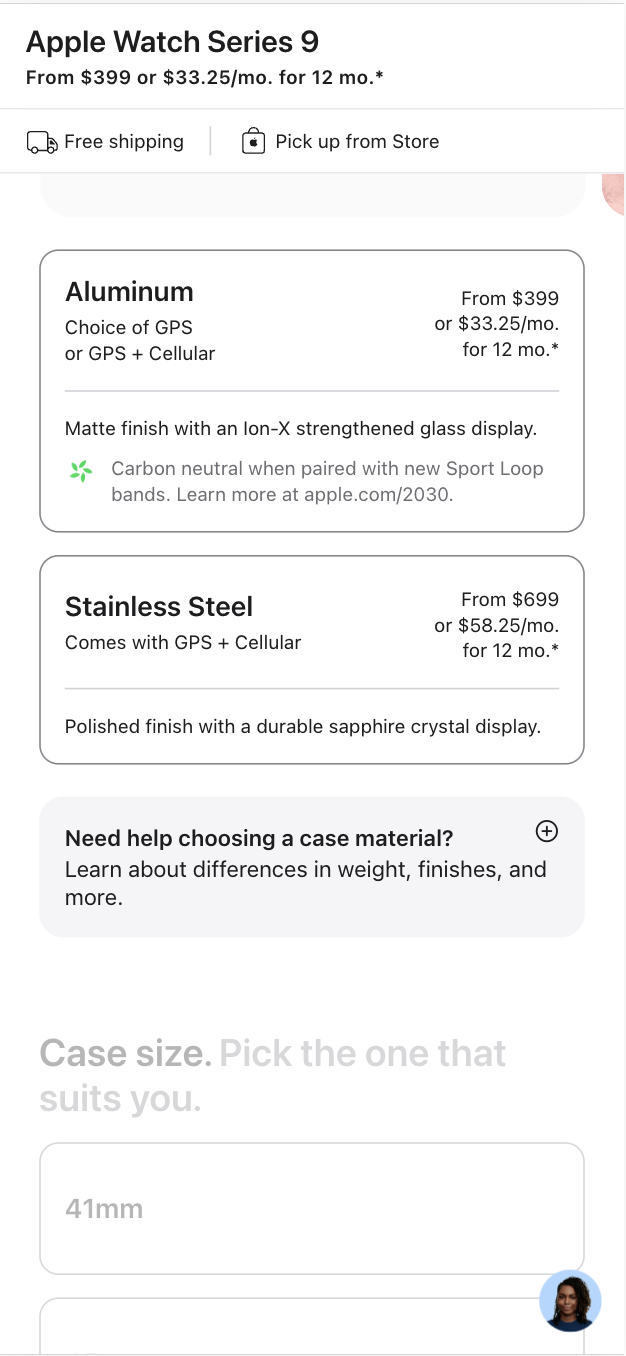 Apple Watch Series 9
From $399 or $33.25/mo. for 12 mo.*
Free shipping
Pick up from Store
Aluminum
Choice of GPS
or GPS + Cellular
From $399
or $33.25/mo.
for 12 mo.*
Matte finish with an Ion-X strengthened glass display.
Carbon neutral when paired with new Sport Loop
bands. Learn more at apple.com/2030.
Stainless Steel
Comes with GPS + Cellular
From $699
or $58.25/mo.
for 12 mo.*
Polished finish with a durable sapphire crystal display.
Need help choosing a case material?
Learn about differences in weight, finishes, and
more.
Case size. Pick the one that
suits you.
41mm